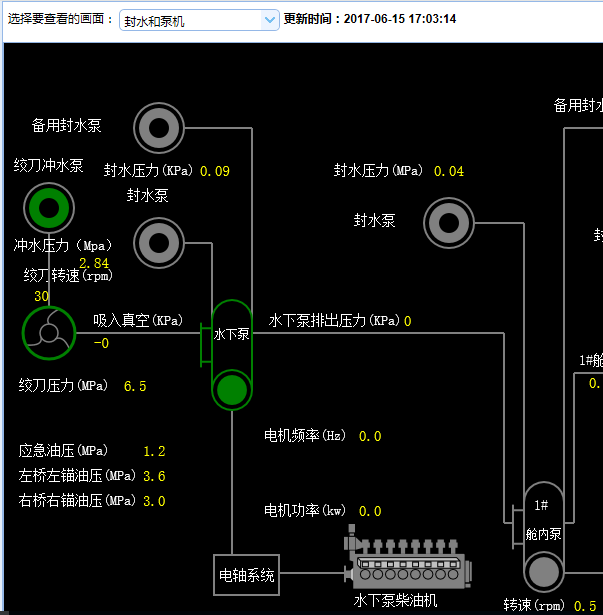 选择要查看的画面： 封水和泵机 更新时间：2017-06-15 17:03:14
备用封水
备用封水泵
绞刀冲水泵
封水压力(KPa) 0.09
封水压力(MPa) 0.04
封水泵
封水泵
封
冲水压力（Mpa）
2.84
绞刀转速(rpm)
30
吸入真空(KPa)
-0
水下泵
水下泵排出压力(KPa)0
1#舱
0.
绞刀压力(MPa) 6.5
电机频率(Hz) 0.0
应急油压(MPa) 1.2
左桥左锚油压(MPa) 3.6
右桥右锚油压(MPa) 3.0
电机功率(kw) 0.0
1#
舱内泵
电轴系统
水下泵柴油机
转速(rpm) 0.5